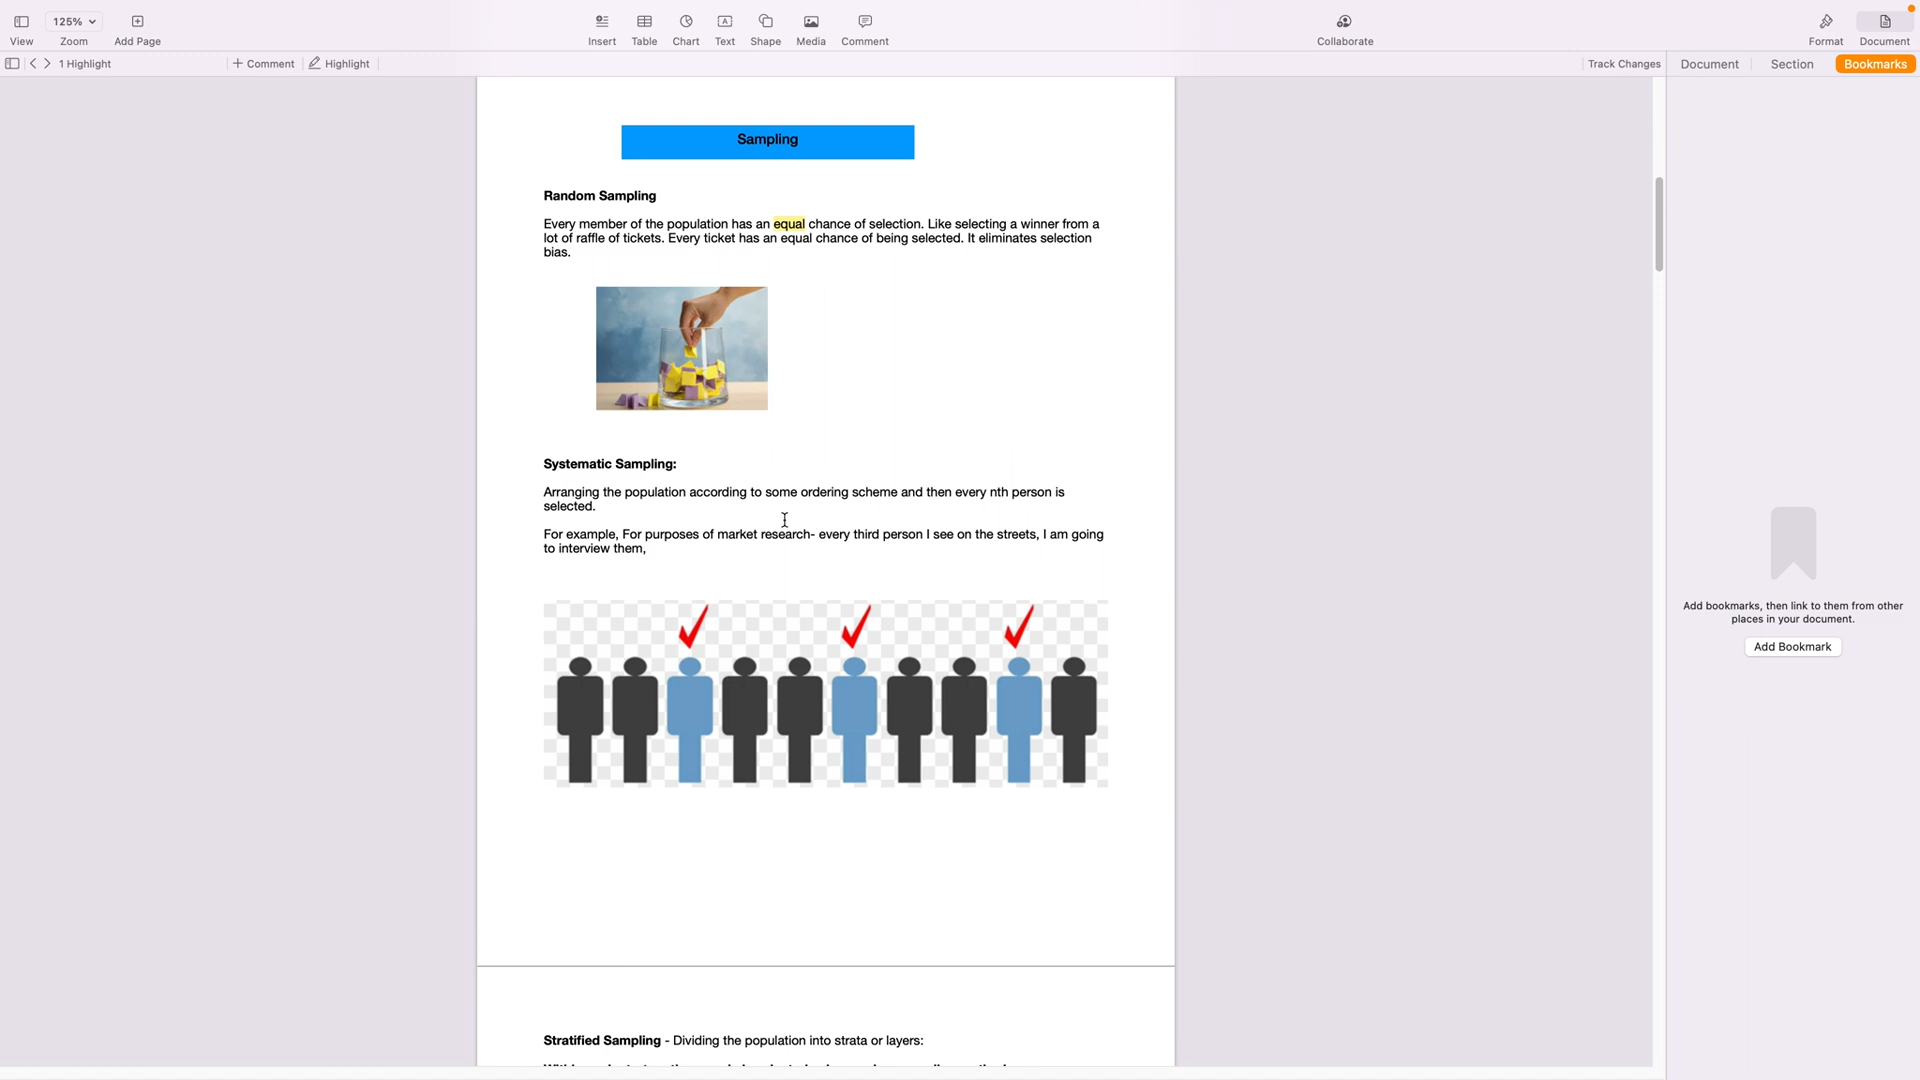 125%
View
Zoom
Add Page
Insert
Table
Chart
Text
Shape
Media
Comment
Collaborate
Format
Document
1 Highlight
Comment
Highlight
Track Changes
Document
Section
Bookmarks
Sampling
Random Sampling
Every member of the population has an equal chance of selection. Like selecting a winner from a
lot of raffle of tickets. Every ticket has an equal chance of being selected. It eliminates selection
bias.
Systematic Sampling:
Arranging the population according to some ordering scheme and then every nth person is
selected.
For example, For purposes of market research- every third person I see on the streets, I am going
to interview them,
Add bookmarks, then link to them from other
places in your document.
Add Bookmark
Stratified Sampling - Dividing the population into strata or layers: